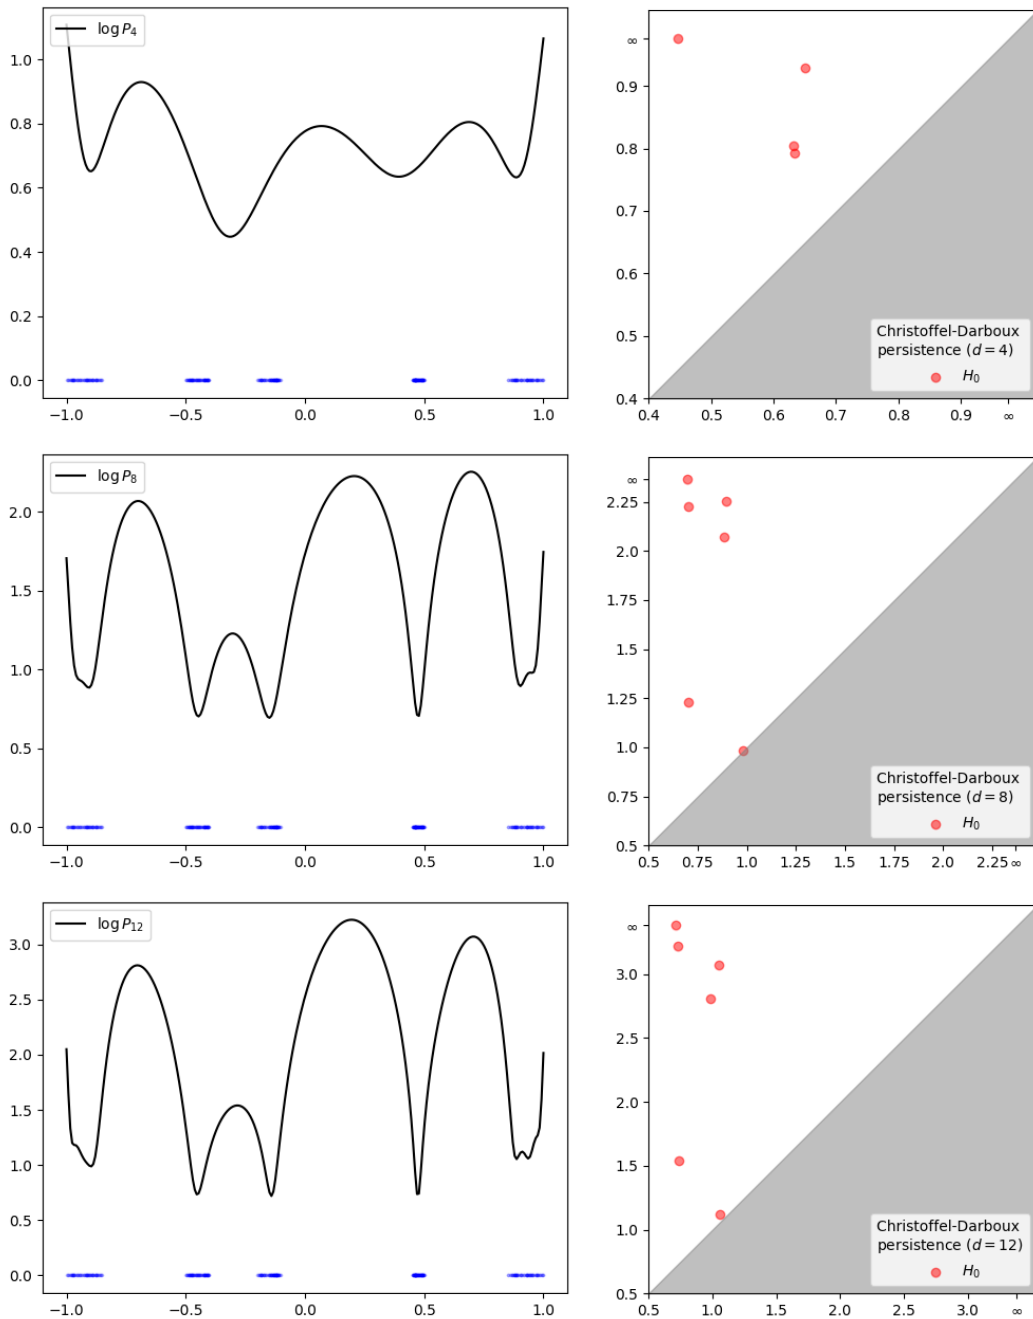 log P₄
1.0
0.8
0.6
0.4
0.2
0.0
−1.0 −0.5 0.0 0.5 1.0
∞
0.9
0.8
0.7
0.6
0.5
0.4
0.4 0.5 0.6 0.7 0.8 0.9 ∞
Christoffel-Darboux
persistence (d = 4)
H₀
log P₈
2.0
1.5
1.0
0.5
0.0
−1.0 −0.5 0.0 0.5 1.0
∞
2.25
2.00
1.75
1.50
1.25
1.00
0.75
0.50
0.5 0.75 1.0 1.25 1.5 1.75 2.0 2.25 ∞
Christoffel-Darboux
persistence (d = 8)
H₀
log P₁₂
3.0
2.5
2.0
1.5
1.0
0.5
0.0
−1.0 −0.5 0.0 0.5 1.0
∞
3.0
2.5
2.0
1.5
1.0
0.5
0.5 1.0 1.5 2.0 2.5 3.0 ∞
Christoffel-Darboux
persistence (d = 12)
H₀